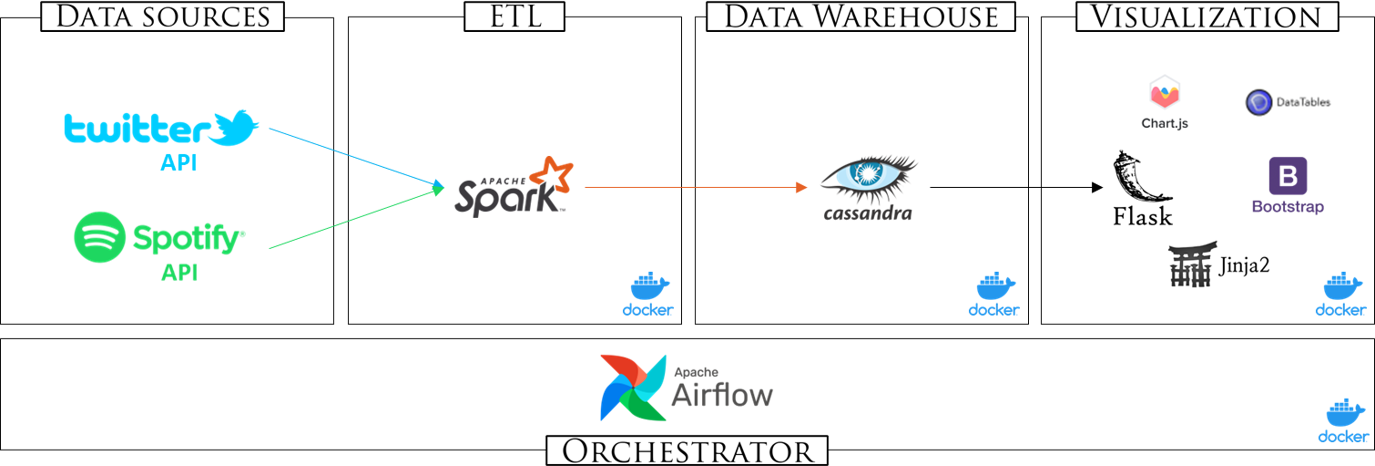 DATA SOURCES
ETL
DATA WAREHOUSE
VISUALIZATION
twitter
API
Spotify®
API
APACHE
Spark™
docker
cassandra
docker
Chart.js
DataTables
Flask
B
Bootstrap
Jinja2
docker
Apache
Airflow
docker
ORCHESTRATOR